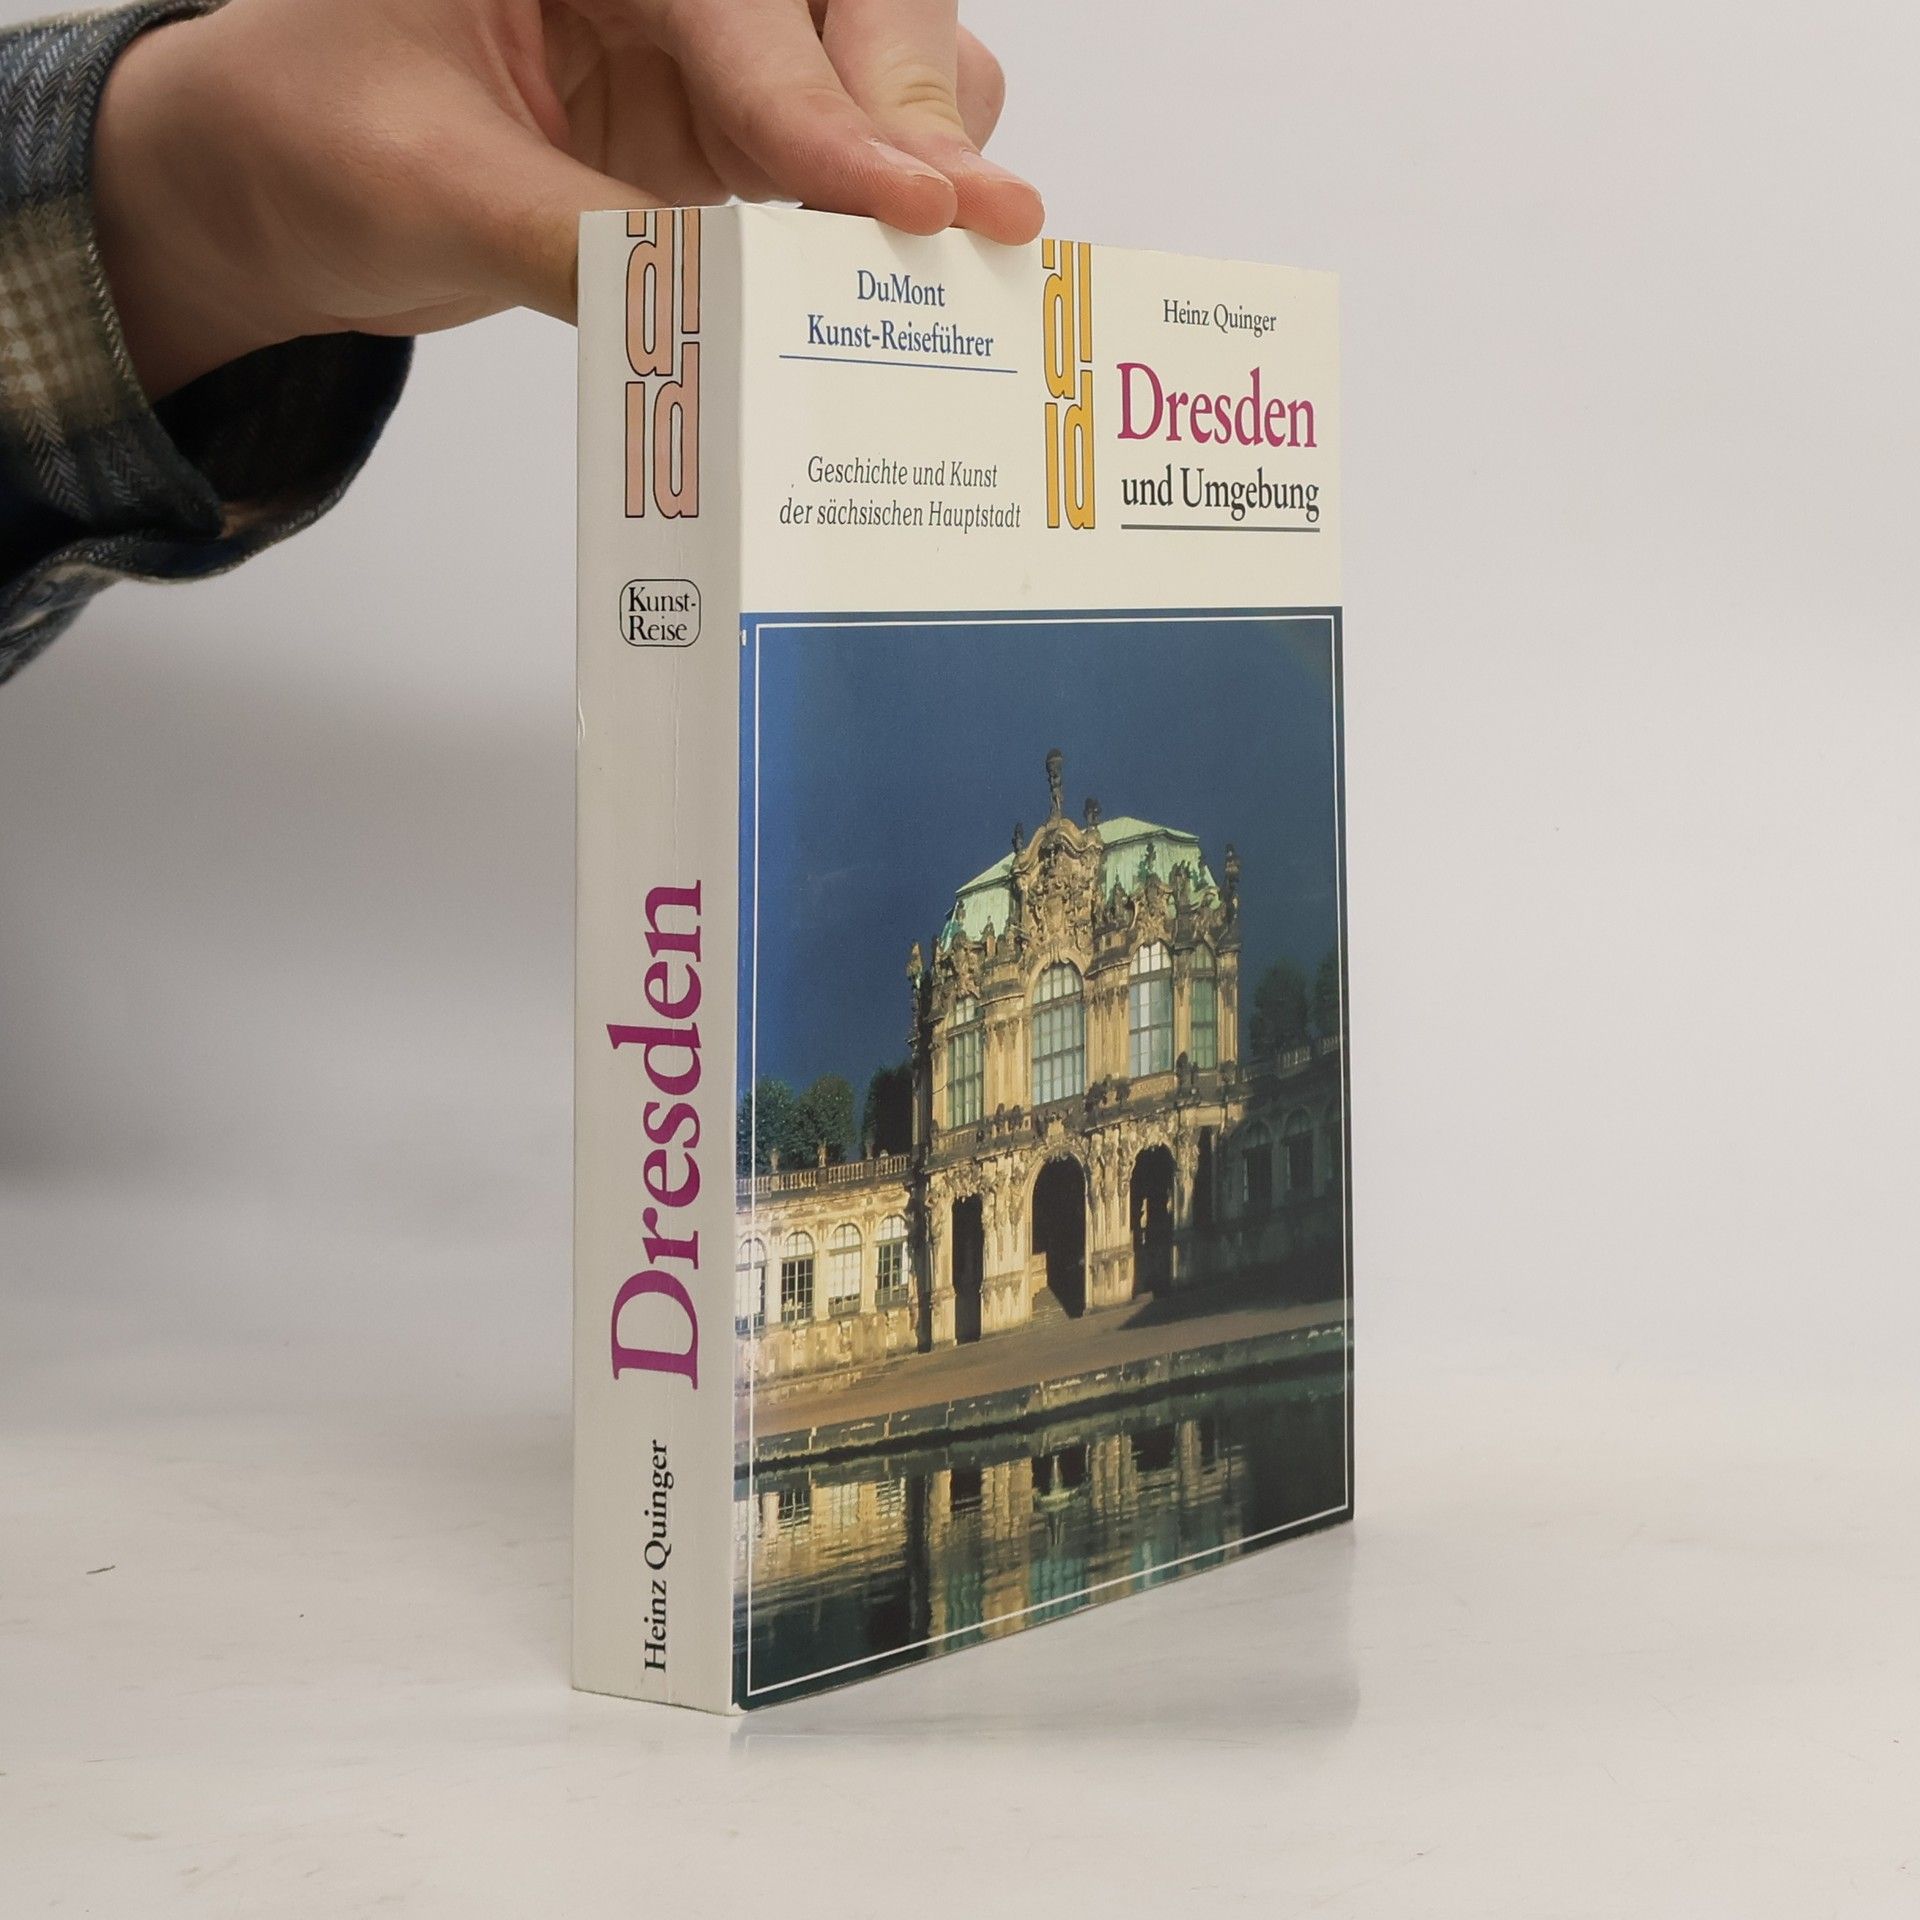 Kunst-
Reise
Dresden
Heinz Quinger
DuMont
Kunst-Reiseführer
Geschichte und Kunst
der sächsischen Hauptstadt
Heinz Quinger
Dresden
und Umgebung